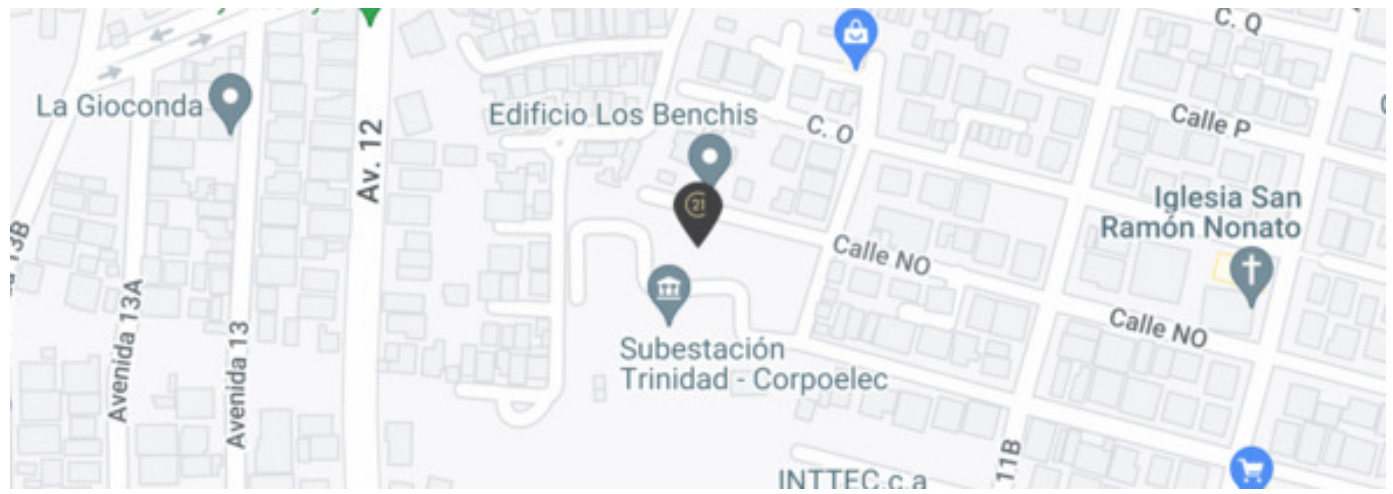 C. Q
La Gioconda
Edificio Los Benchis
C. O
Calle P
Av. 12
21
Iglesia San
Ramón Nonato
13B
Calle NO
Avenida 13A
Avenida 13
Calle NO
Subestación
Trinidad - Corpoelec
11B
INTTEC.c.a